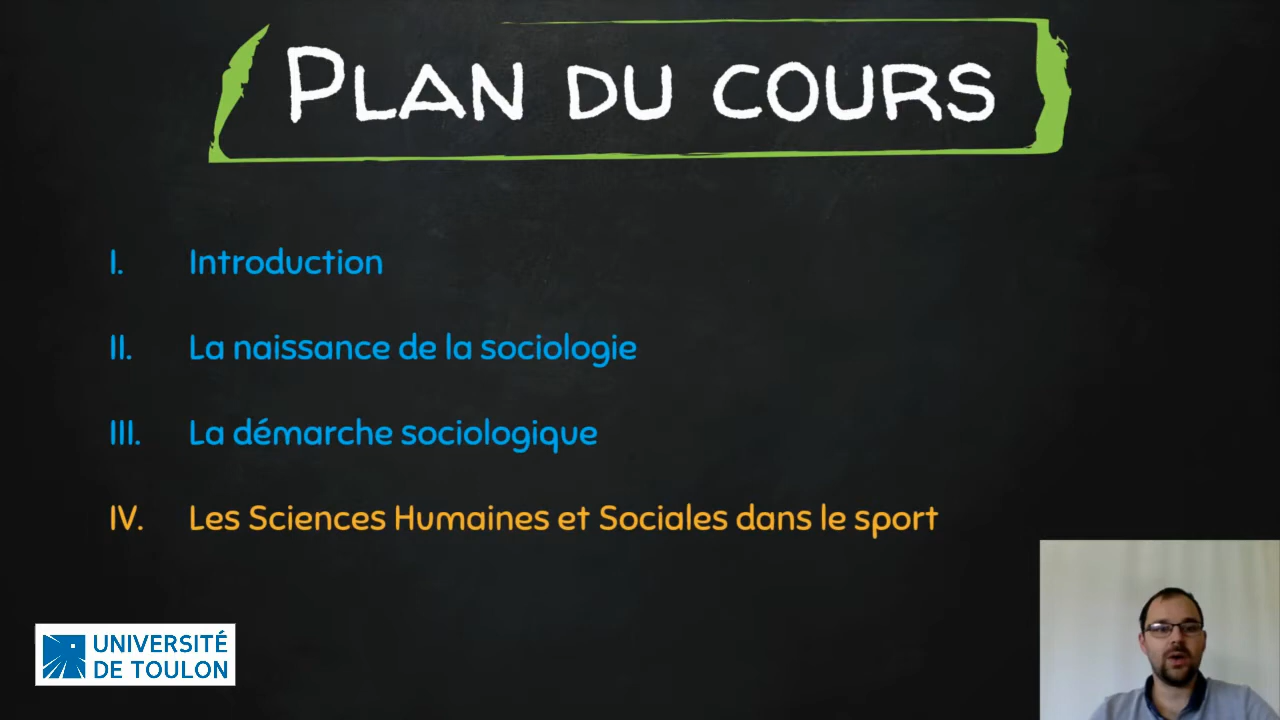 PLAN DU COURS
I. Introduction
II. La naissance de la sociologie
III. La démarche sociologique
IV. Les Sciences Humaines et Sociales dans le sport
UNIVERSITÉ
DE TOULON